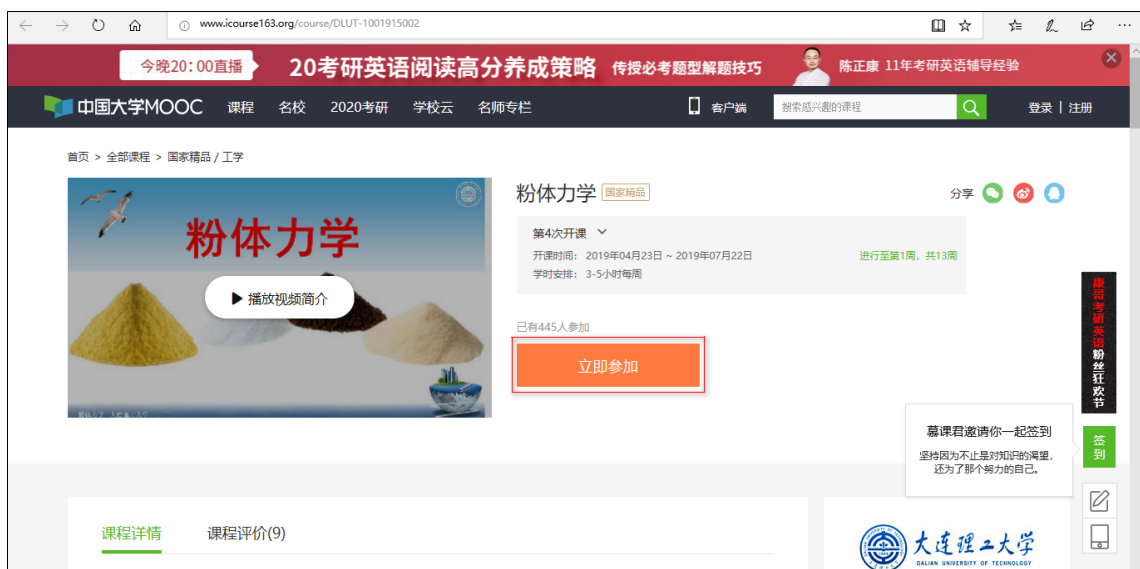 www.icourse163.org/course/DLUT-1001915002
今晚20:00直播
20考研英语阅读高分养成策略 传授必考题型解题技巧
陈正康 11年考研英语辅导经验
中国大学MOOC 课程 名校 2020考研 学校云 名师专栏 客户端 搜索感兴趣的课程 登录 | 注册
首页 > 全部课程 > 国家精品 / 工学
粉体力学
播放视频简介
粉体力学 国家精品
分享
第4次开课
开课时间: 2019年04月23日 ~ 2019年07月22日 进行至第1周, 共13周
学时安排: 3-5小时每周
已有445人参加
立即参加
康哥考研英语粉丝狂欢节
慕课君邀请你一起签到
坚持因为不止是对知识的渴望,
还为了那个努力的自己。
签到
课程详情 课程评价(9)
大连理工大学
DALIAN UNIVERSITY OF TECHNOLOGY